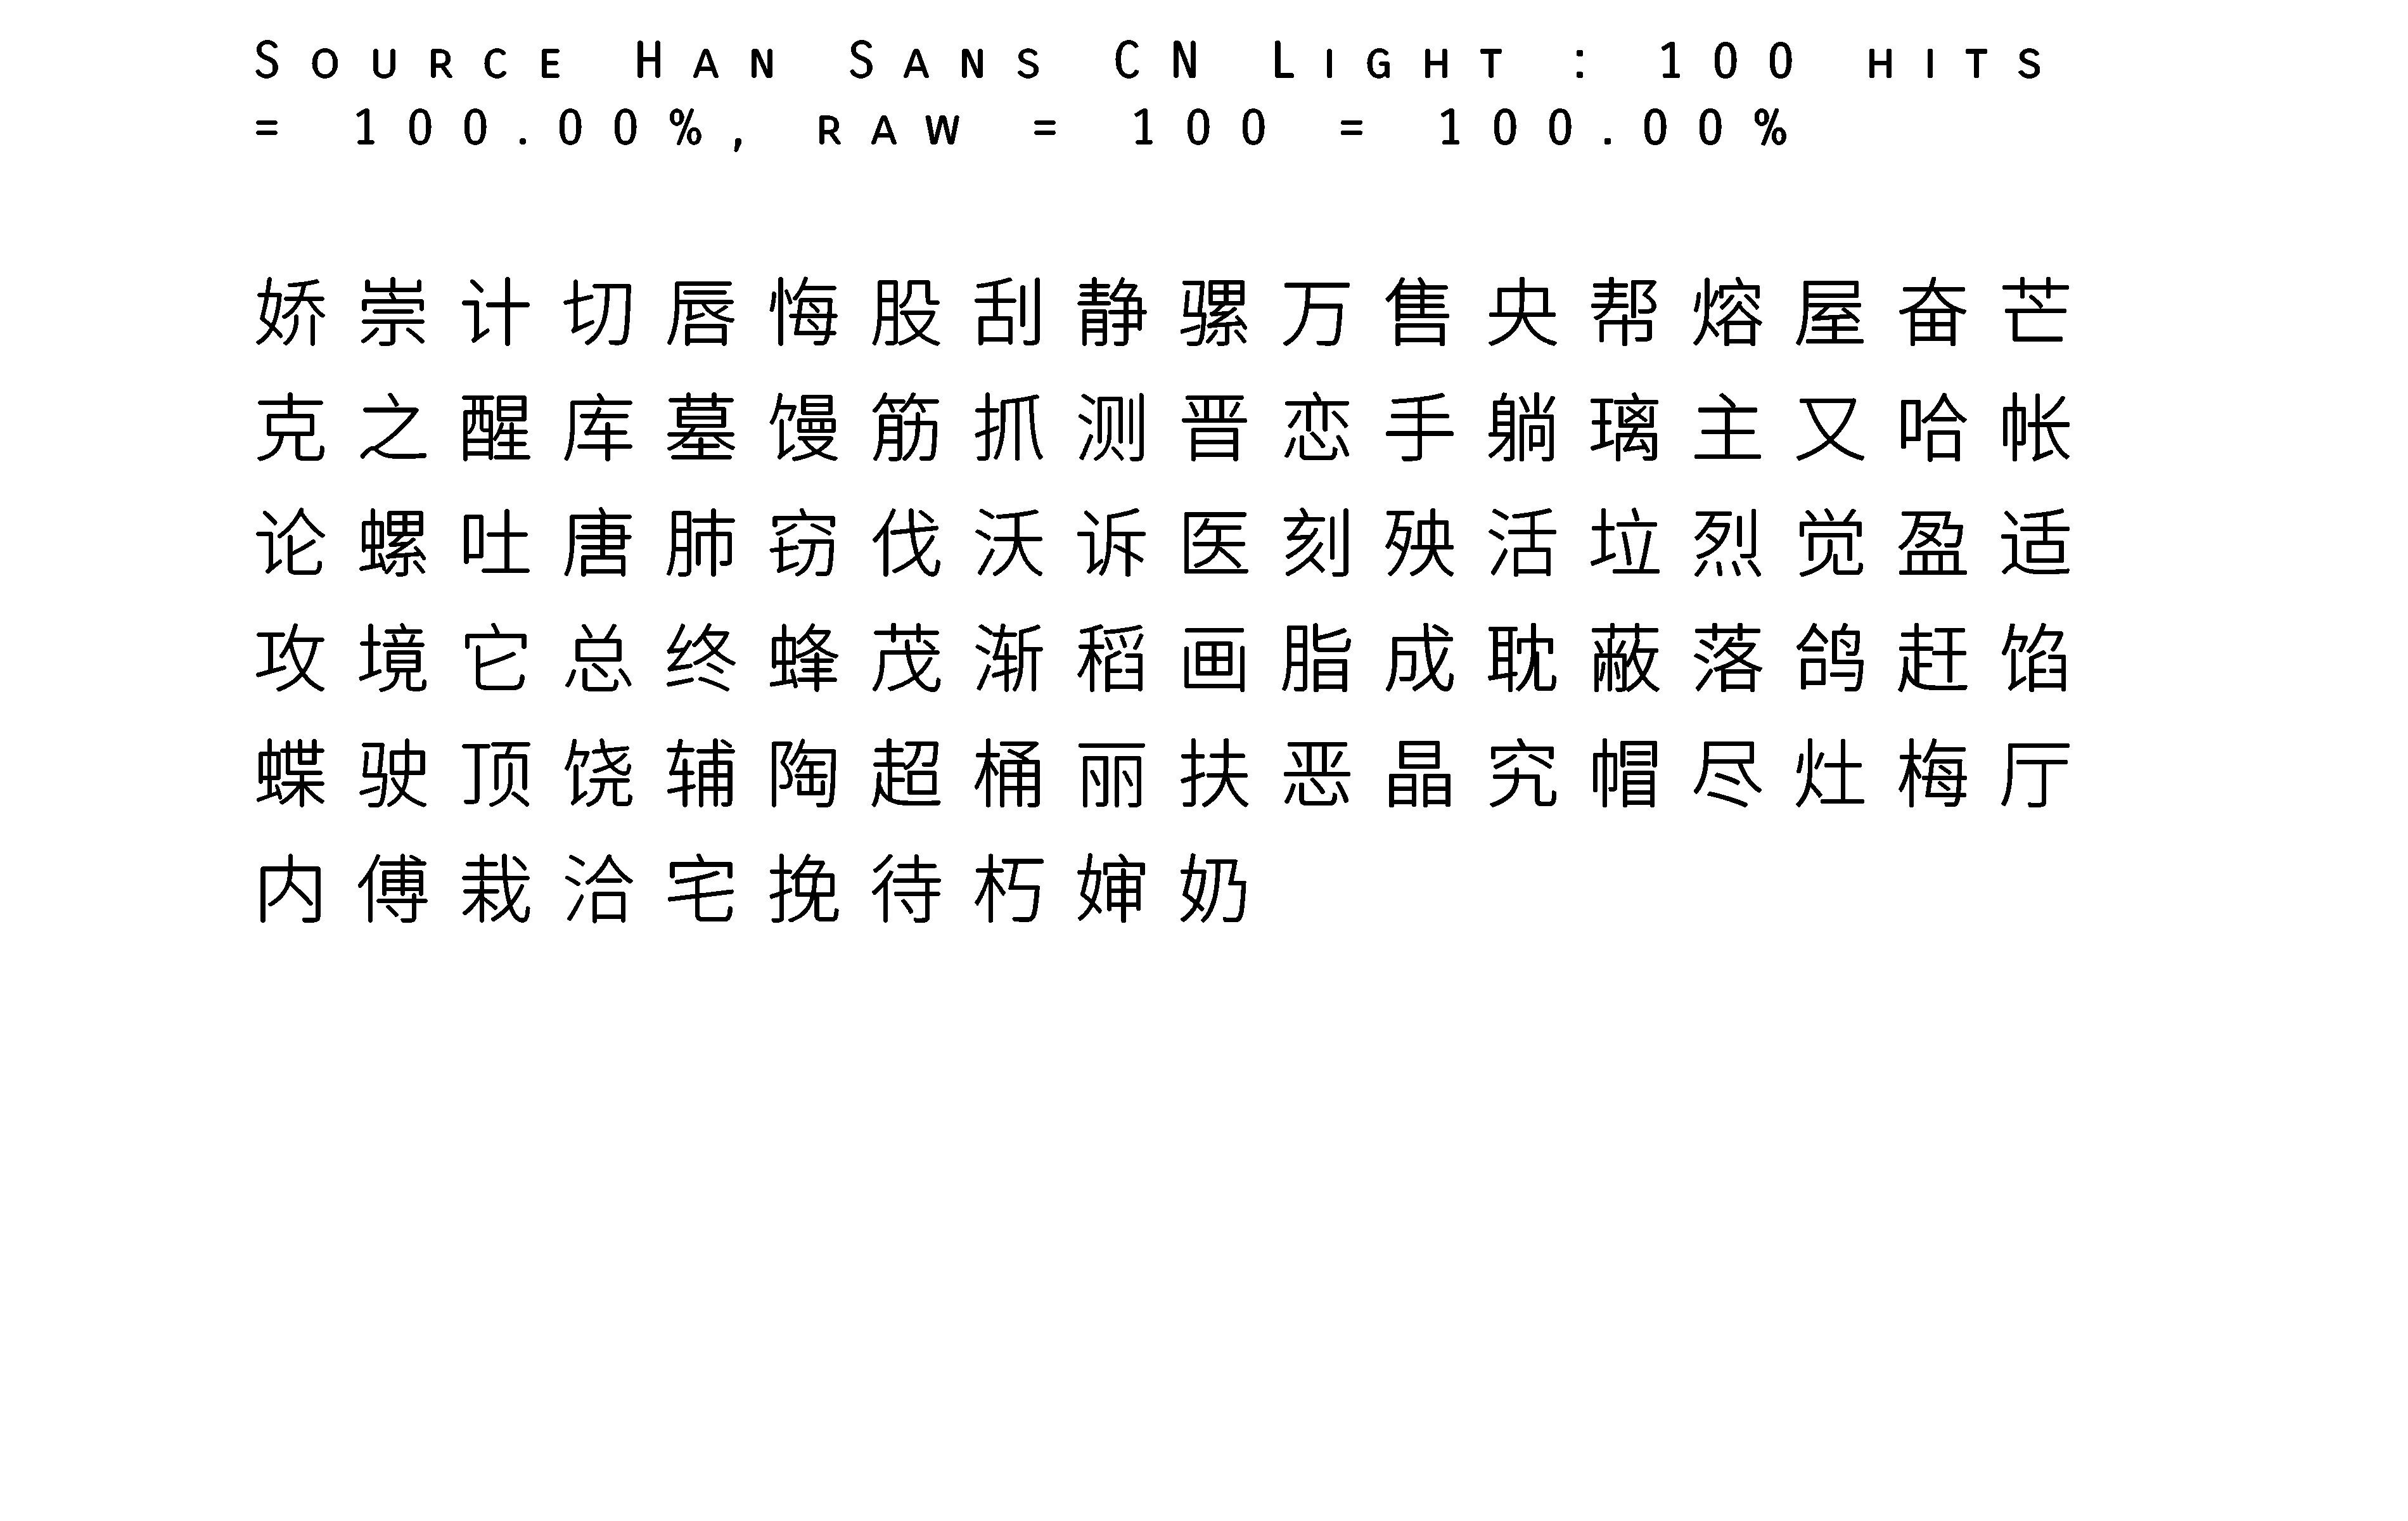 Source Han Sans CN Light : 100 hits
= 100.00%, raw = 100 = 100.00%
娇崇计切唇悔股刮静骡万售央帮熔屋奋芒
克之醒库墓馒筋抓测晋恋手躺璃主又哈帐
论螺吐唐肺窃伐沃诉医刻殃活垃烈觉盈适
攻境它总终蜂茂渐稻画脂成耽蔽落鸽赶馅
蝶驶顶饶辅陶超桶丽扶恶晶究帽尽灶梅厅
内傅栽洽宅挽待朽婶奶